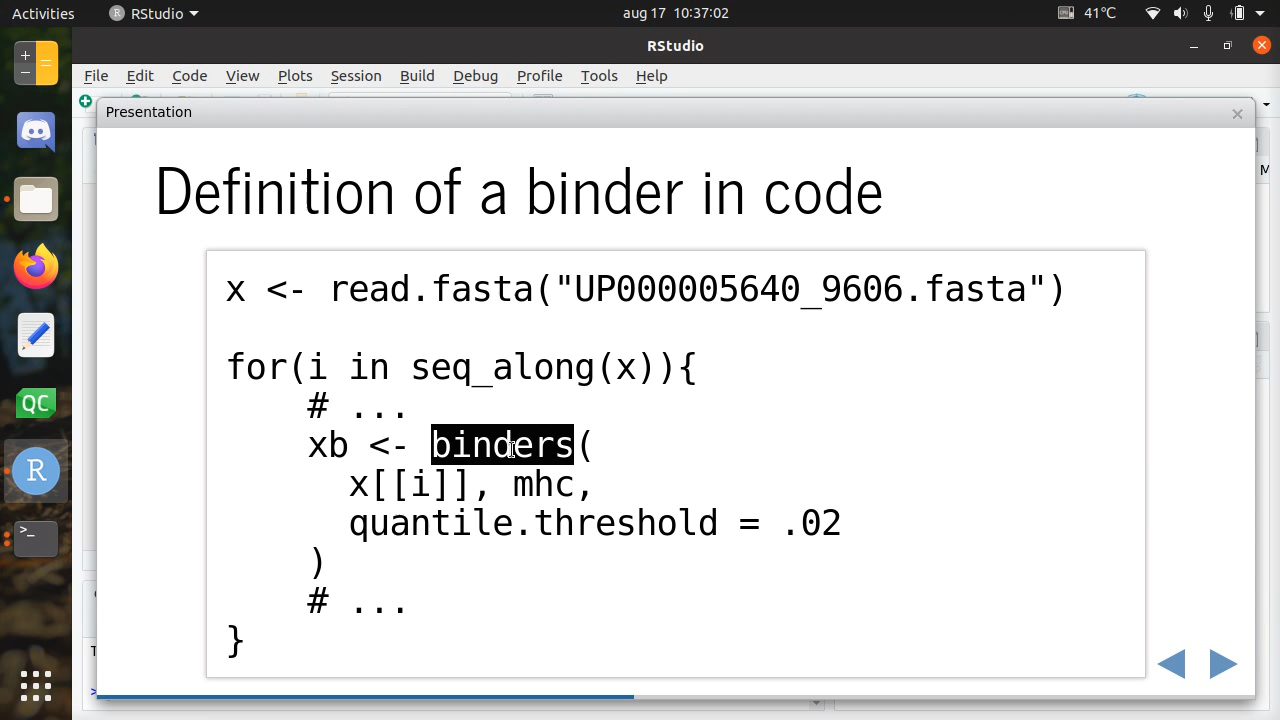 Activities
RStudio
aug 17 10:37:02
41°C
RStudio
File Edit Code View Plots Session Build Debug Profile Tools Help
Presentation
Definition of a binder in code
x <- read.fasta("UP000005640_9606.fasta")
for(i in seq_along(x)){
# ...
xb <- binders(
x[[i]], mhc,
quantile.threshold = .02
)
# ...
}
QC
R
>_
M